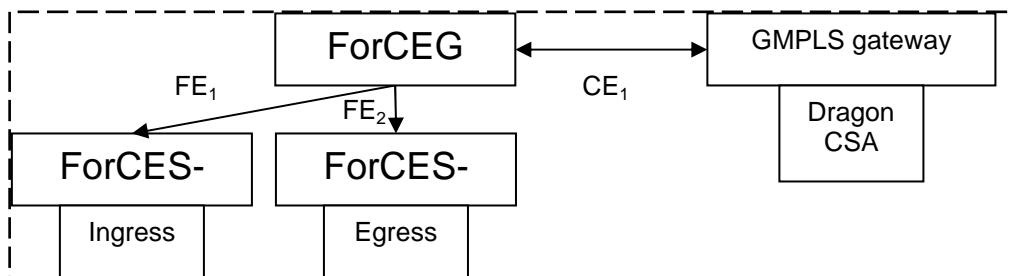 ForCEG
GMPLS gateway
FE₁
CE₁
FE₂
Dragon
CSA
ForCES-
ForCES-
Ingress
Egress